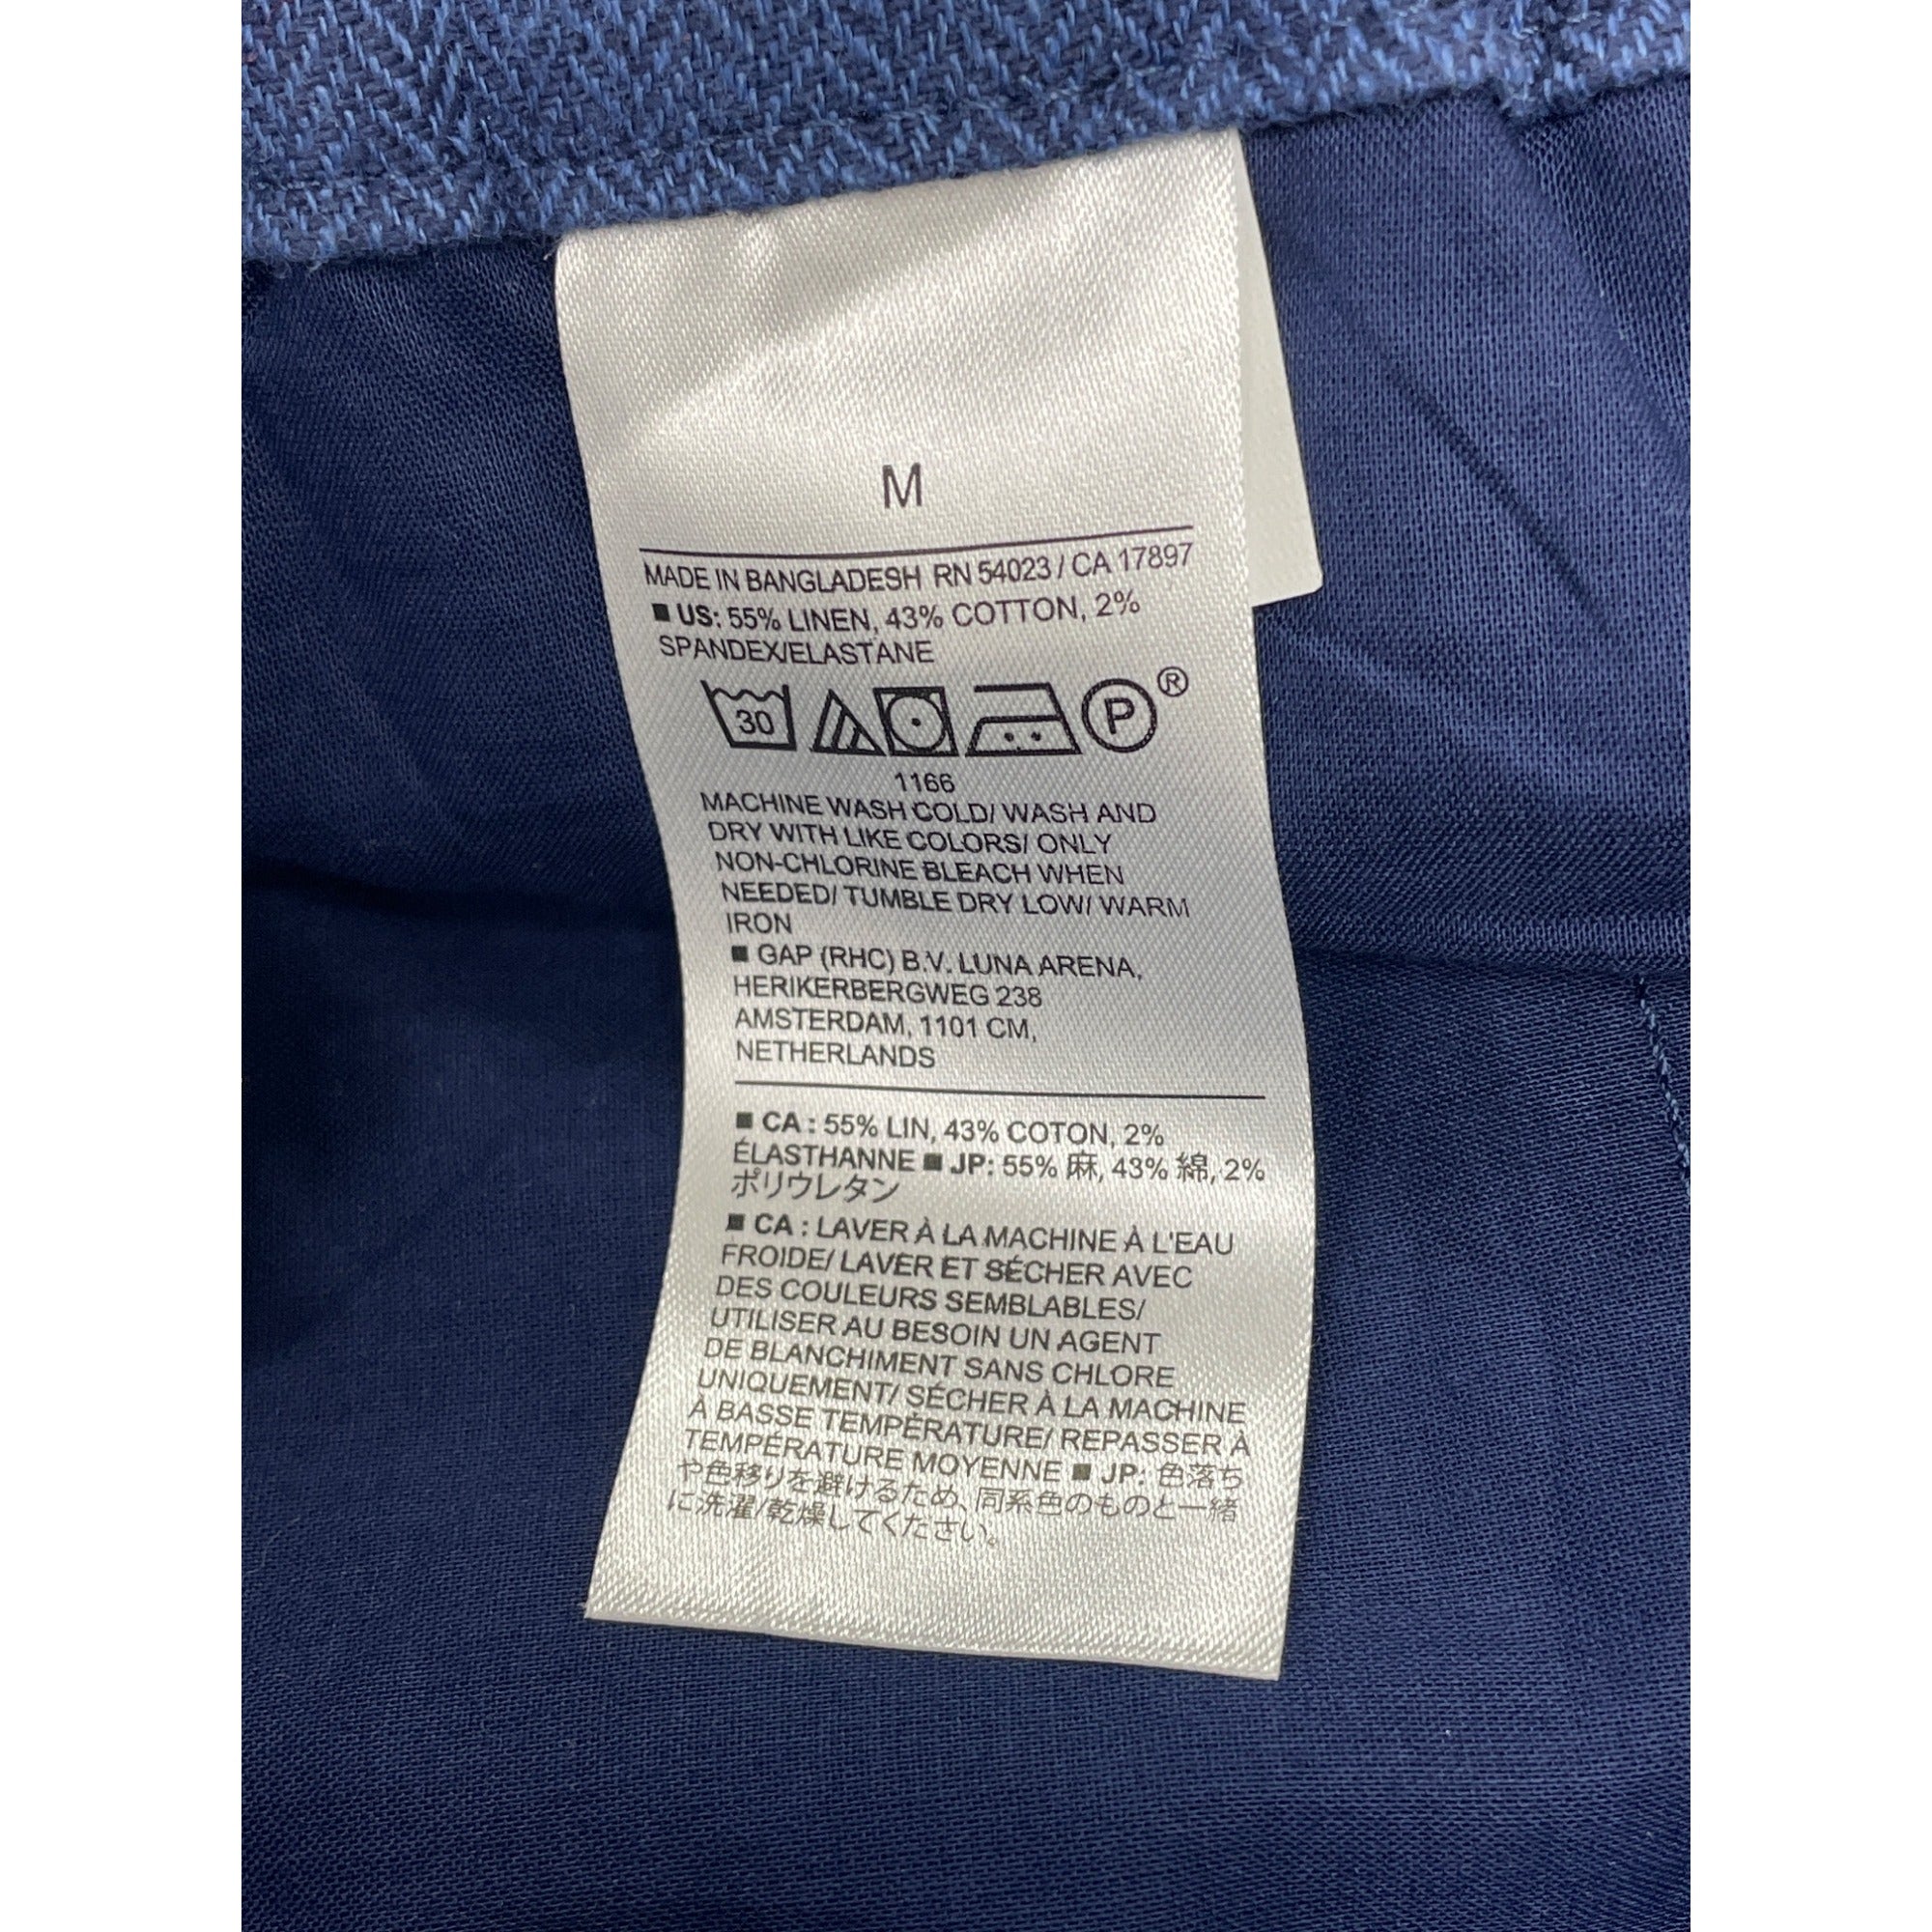 M
MADE IN BANGLADESH RN 54023 / CA 17897
■ US: 55% LINEN, 43% COTTON, 2%
SPANDEX/ELASTANE
30 P ®
1166
MACHINE WASH COLD/ WASH AND
DRY WITH LIKE COLORS/ ONLY
NON-CHLORINE BLEACH WHEN
NEEDED/ TUMBLE DRY LOW/ WARM
IRON
■ GAP (RHC) B.V. LUNA ARENA,
HERIKERBERGWEG 238
AMSTERDAM, 1101 CM,
NETHERLANDS
■ CA : 55% LIN, 43% COTON, 2%
ÉLASTHANNE ■ JP: 55% 麻, 43% 綿, 2%
ポリウレタン
■ CA : LAVER À LA MACHINE À L'EAU
FROIDE/ LAVER ET SÉCHER AVEC
DES COULEURS SEMBLABLES/
UTILISER AU BESOIN UN AGENT
DE BLANCHIMENT SANS CHLORE
UNIQUEMENT/ SÉCHER À LA MACHINE
À BASSE TEMPÉRATURE/ REPASSER À
TEMPÉRATURE MOYENNE ■ JP: 色落ち
や色移りを避けるため、同系色のものと一緒
に洗濯/乾燥してください。